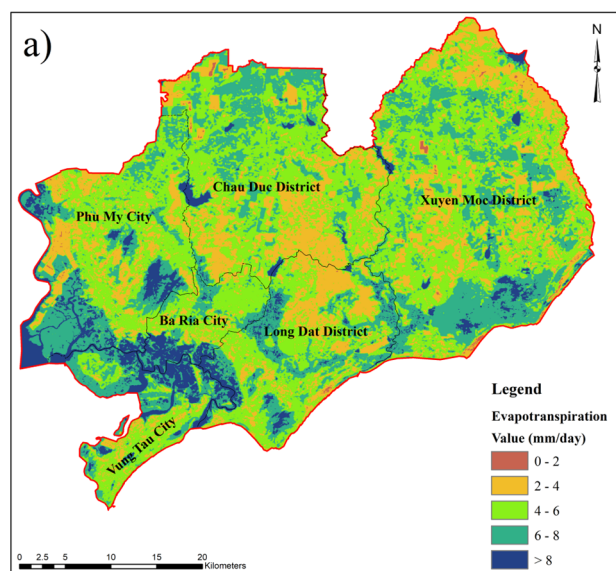 a)
N
Chau Duc District
Xuyen Moc District
Phu My City
Ba Ria City
Long Dat District
Vung Tau City
Legend
Evapotranspiration
Value (mm/day)
0 - 2
2 - 4
4 - 6
6 - 8
> 8
0 2.5 5 10 15 20
Kilometers